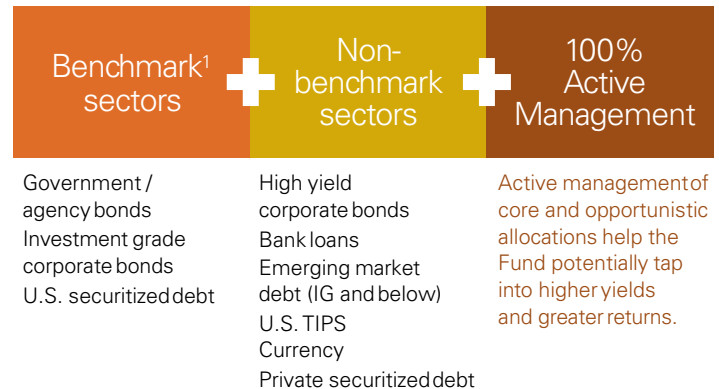 Benchmark¹
sectors
Non-
benchmark
sectors
100%
Active
Management
Government /
agency bonds
Investment grade
corporate bonds
U.S. securitized debt
High yield
corporate bonds
Bank loans
Emerging market
debt (IG and below)
U.S. TIPS
Currency
Private securitized debt
Active management of
core and opportunistic
allocations help the
Fund potentially tap
into higher yields
and greater returns.